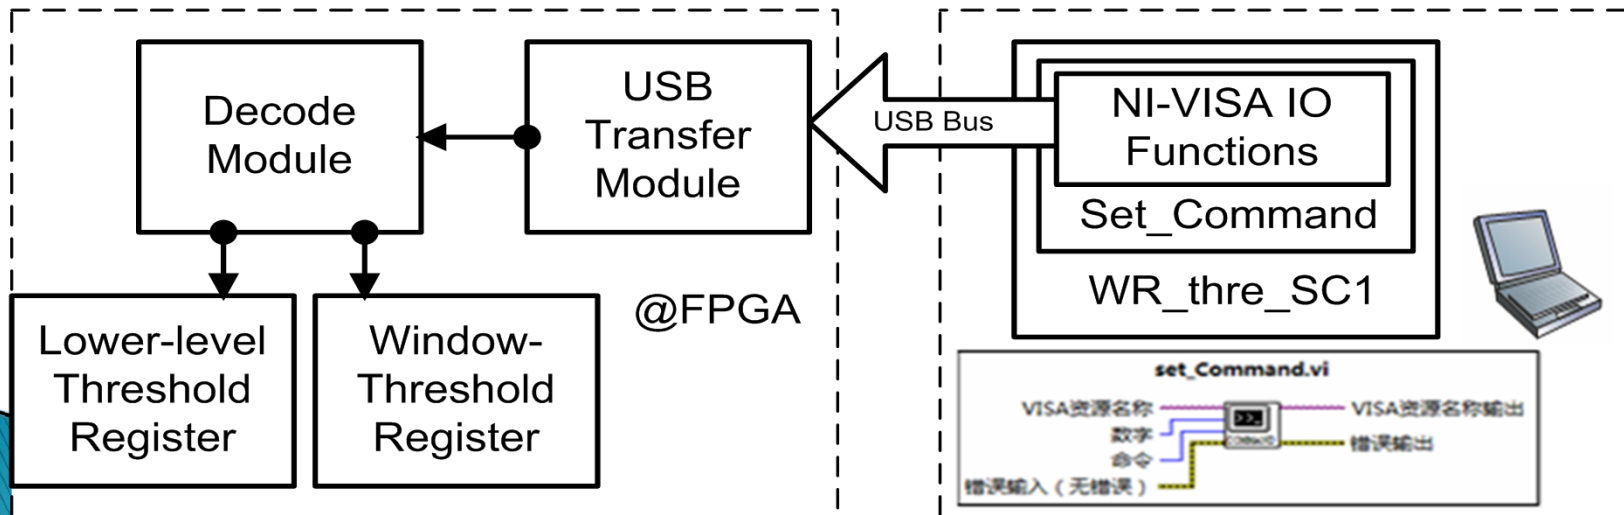 Decode
Module
USB
Transfer
Module
USB Bus
NI-VISA IO
Functions
Set_Command
WR_thre_SC1
Lower-level
Threshold
Register
Window-
Threshold
Register
@FPGA
set_Command.vi
VISA资源名称
数字
命令
错误输入（无错误）
VISA资源名称输出
错误输出